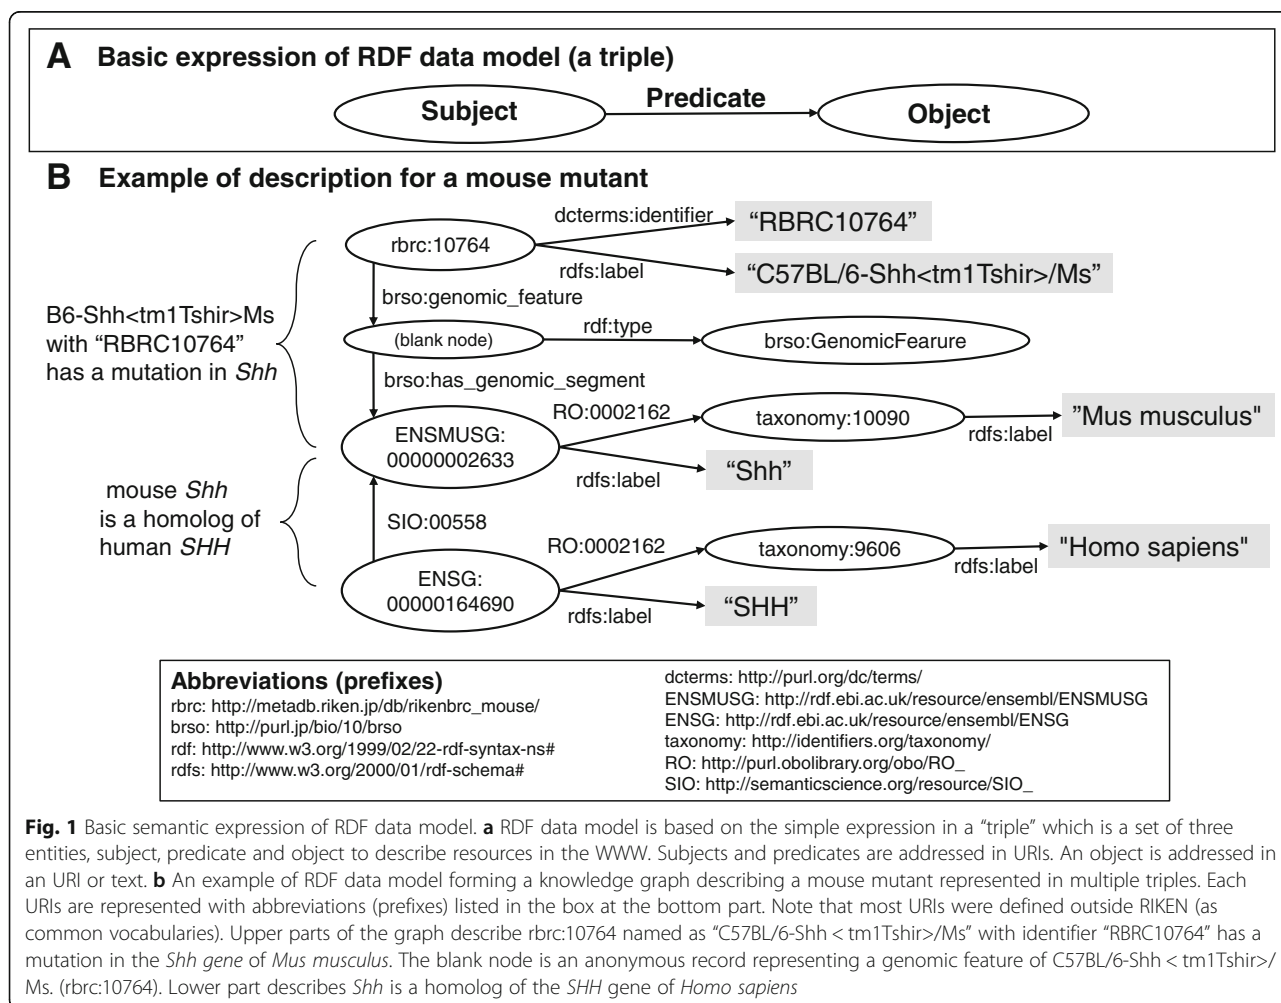 A Basic expression of RDF data model (a triple)
Subject
Predicate
Object
B Example of description for a mouse mutant
dcterms:identifier
"RBRC10764"
rbrc:10764
rdfs:label
"C57BL/6-Shh<tm1Tshir>/Ms"
brso:genomic_feature
B6-Shh<tm1Tshir>Ms
with "RBRC10764"
has a mutation in Shh
(blank node)
rdf:type
brso:GenomicFearure
brso:has_genomic_segment
RO:0002162
taxonomy:10090
rdfs:label
"Mus musculus"
ENSMUSG:
00000002633
rdfs:label
"Shh"
mouse Shh
is a homolog of
human SHH
SIO:00558
RO:0002162
taxonomy:9606
rdfs:label
"Homo sapiens"
ENSG:
00000164690
rdfs:label
"SHH"
Abbreviations (prefixes)
rbrc: http://metadb.riken.jp/db/rikenbrc_mouse/
brso: http://purl.jp/bio/10/brso
rdf: http://www.w3.org/1999/02/22-rdf-syntax-ns#
rdfs: http://www.w3.org/2000/01/rdf-schema#
dcterms: http://purl.org/dc/terms/
ENSMUSG: http://rdf.ebi.ac.uk/resource/ensembl/ENSMUSG
ENSG: http://rdf.ebi.ac.uk/resource/ensembl/ENSG
taxonomy: http://identifiers.org/taxonomy/
RO: http://purl.obolibrary.org/obo/RO_
SIO: http://semanticscience.org/resource/SIO_
Fig. 1 Basic semantic expression of RDF data model. a RDF data model is based on the simple expression in a "triple" which is a set of three
entities, subject, predicate and object to describe resources in the WWW. Subjects and predicates are addressed in URIs. An object is addressed in
an URI or text. b An example of RDF data model forming a knowledge graph describing a mouse mutant represented in multiple triples. Each
URIs are represented with abbreviations (prefixes) listed in the box at the bottom part. Note that most URIs were defined outside RIKEN (as
common vocabularies). Upper parts of the graph describe rbrc:10764 named as "C57BL/6-Shh < tm1Tshir>/Ms" with identifier "RBRC10764" has a
mutation in the Shh gene of Mus musculus. The blank node is an anonymous record representing a genomic feature of C57BL/6-Shh < tm1Tshir>/
Ms. (rbrc:10764). Lower part describes Shh is a homolog of the SHH gene of Homo sapiens